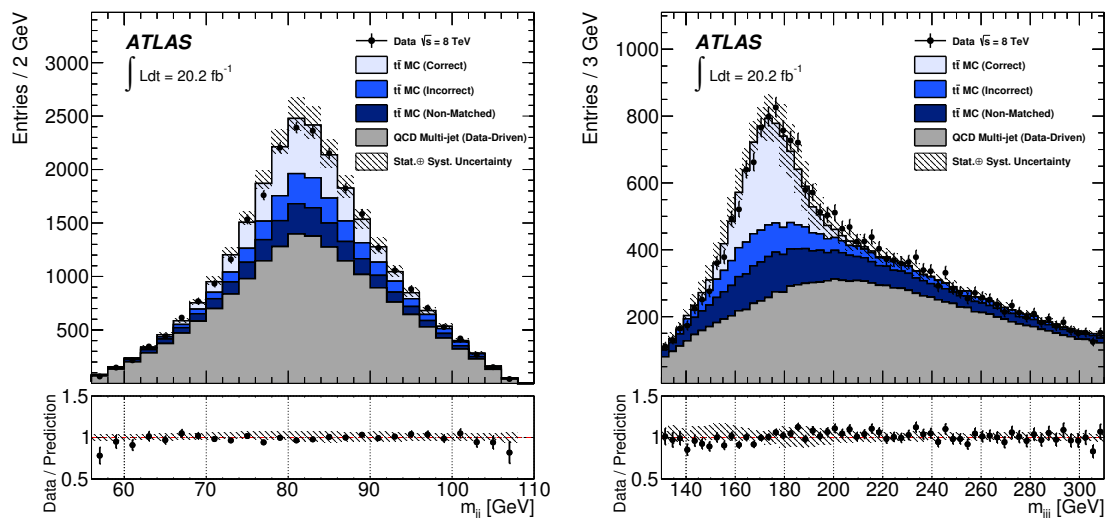 ATLAS
∫ Ldt = 20.2 fb⁻¹
Data √s = 8 TeV
tt̄ MC (Correct)
tt̄ MC (Incorrect)
tt̄ MC (Non-Matched)
QCD Multi-jet (Data-Driven)
Stat.⊕ Syst. Uncertainty
Entries / 2 GeV
3000
2500
2000
1500
1000
500
Data / Prediction
1.5
1
0.5
60 70 80 90 100 110
m_jj [GeV]
ATLAS
∫ Ldt = 20.2 fb⁻¹
Data √s = 8 TeV
tt̄ MC (Correct)
tt̄ MC (Incorrect)
tt̄ MC (Non-Matched)
QCD Multi-jet (Data-Driven)
Stat.⊕ Syst. Uncertainty
Entries / 3 GeV
1000
800
600
400
200
Data / Prediction
1.5
1
0.5
140 160 180 200 220 240 260 280 300
m_jjj [GeV]